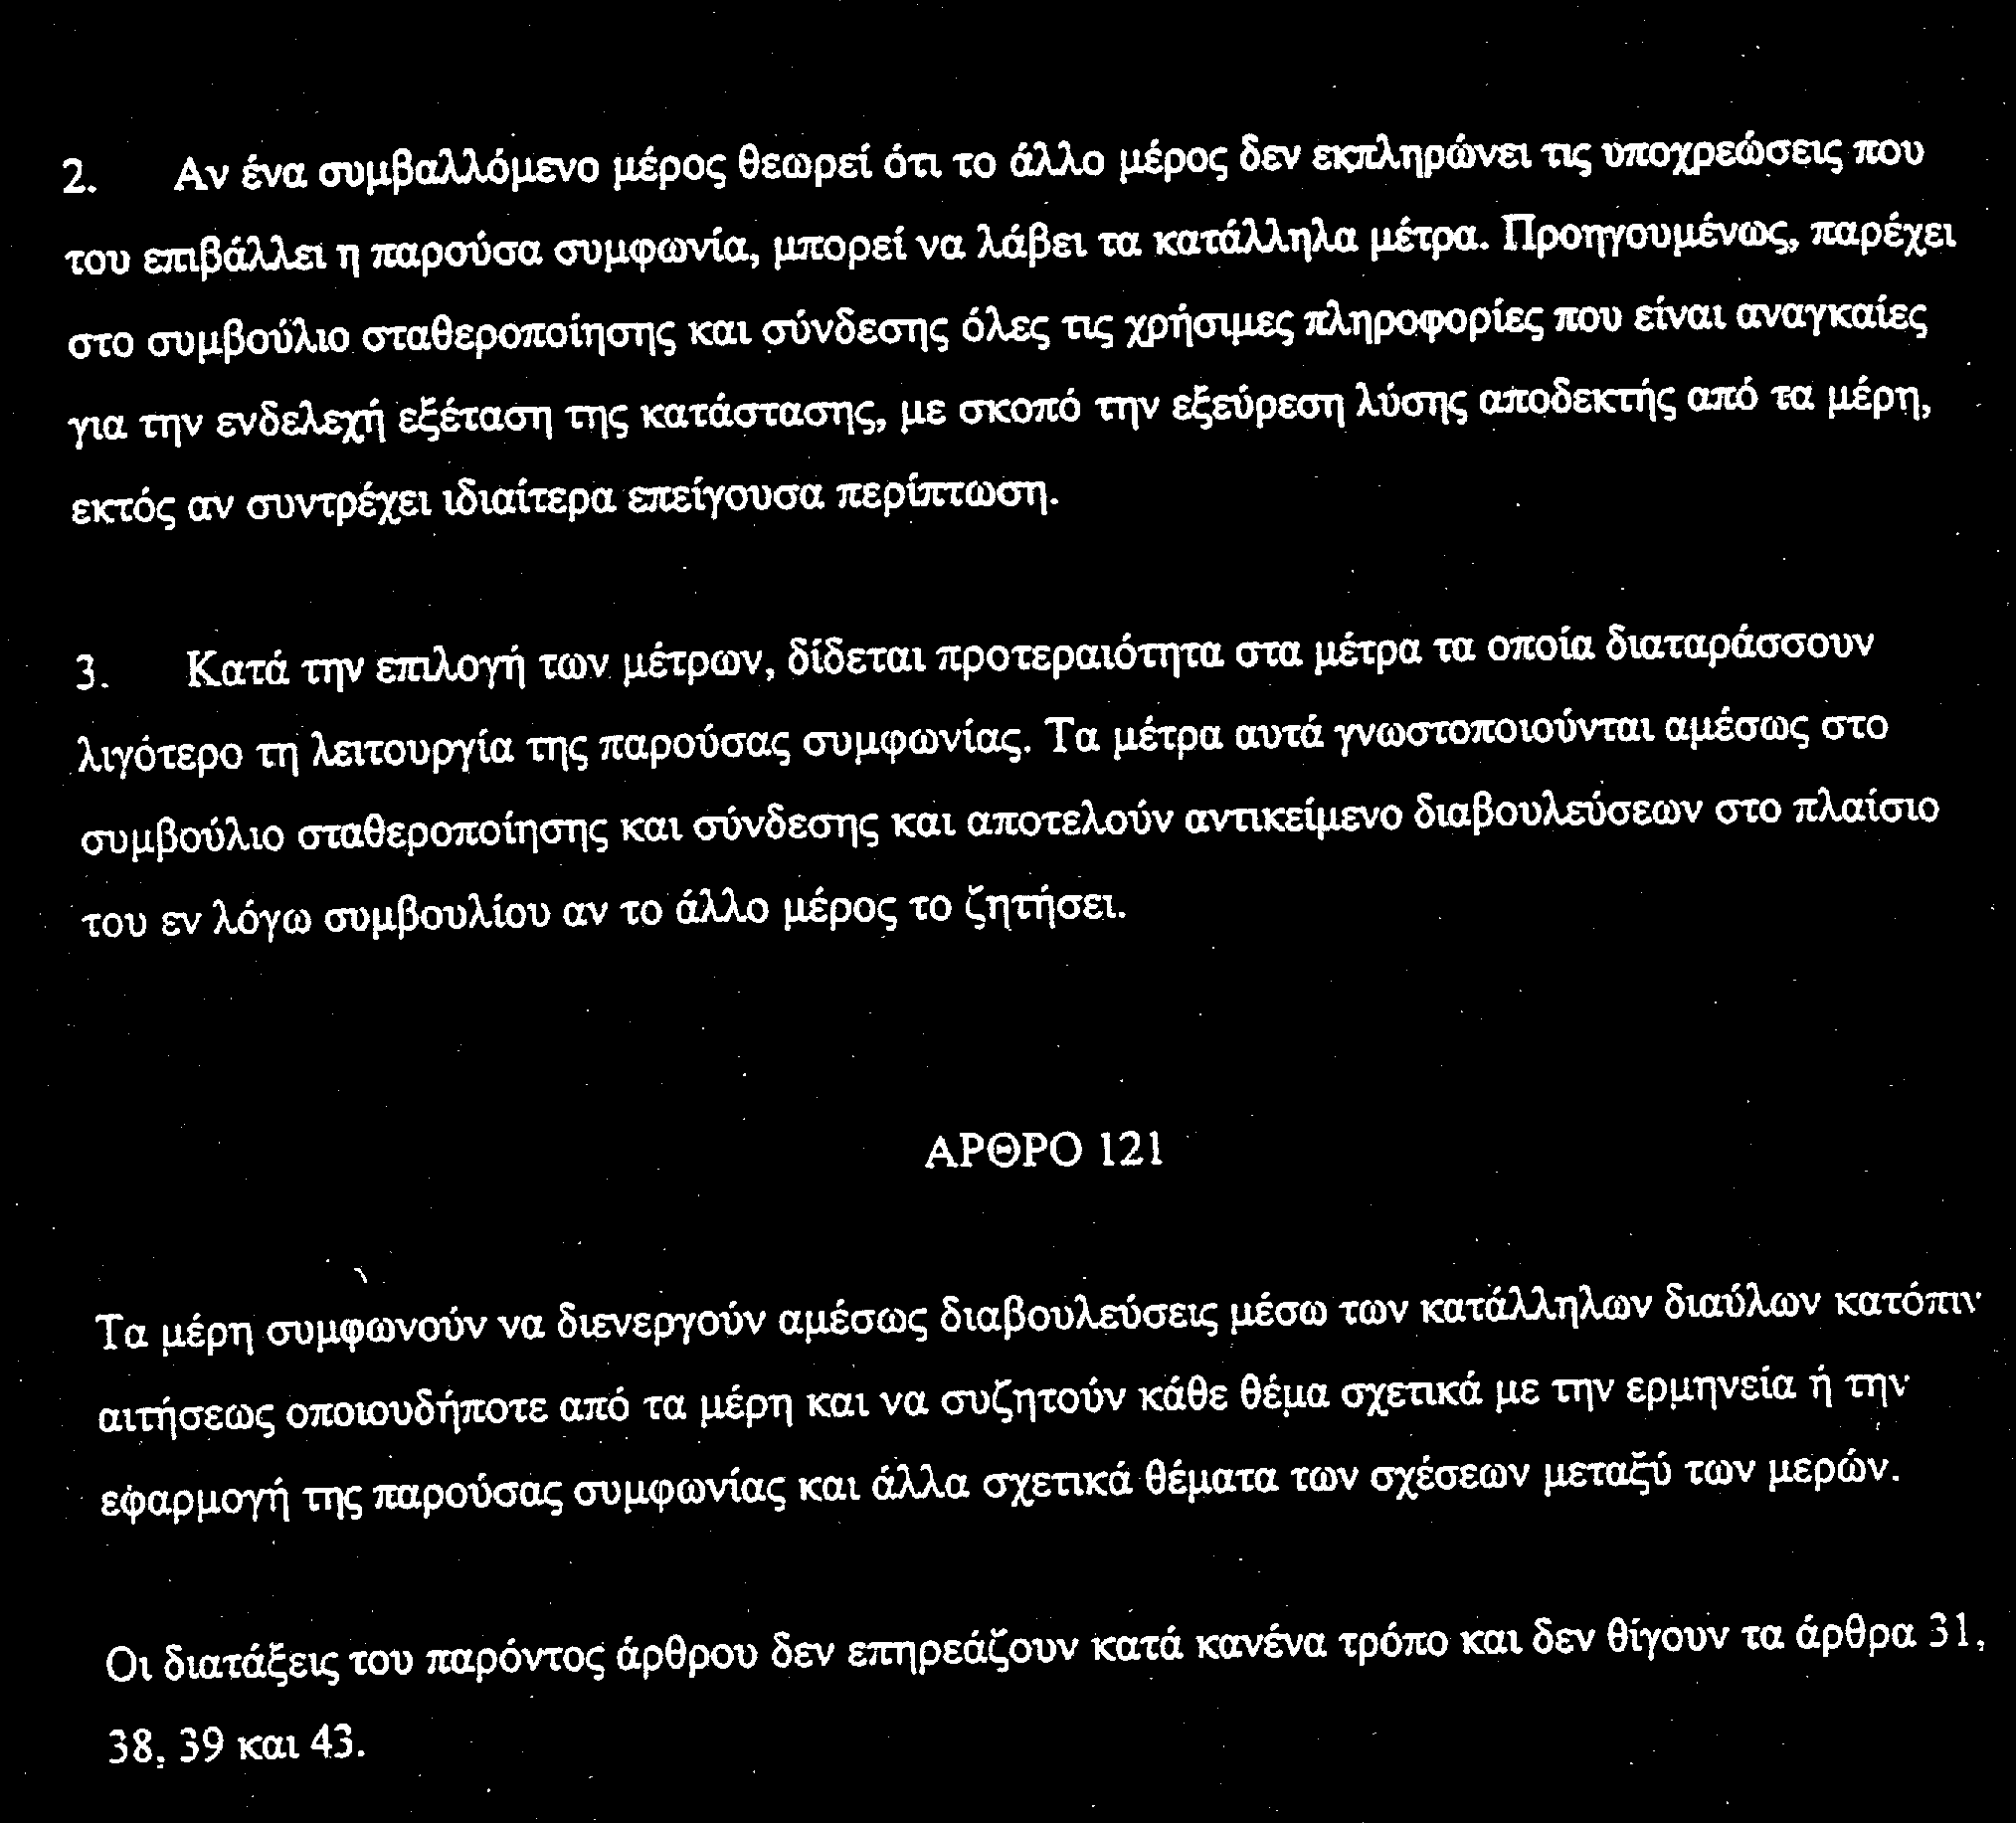 2. Αν ένα συμβαλλόμενο μέρος θεωρεί ότι το άλλο μέρος δεν εκπληρώνει τις υποχρεώσεις που
του επιβάλλει η παρούσα συμφωνία, μπορεί να λάβει τα κατάλληλα μέτρα. Προηγουμένως, παρέχει
στο συμβούλιο σταθεροποίησης και σύνδεσης όλες τις χρήσιμες πληροφορίες που είναι αναγκαίες
για την ενδελεχή εξέταση της κατάστασης, με σκοπό την εξεύρεση λύσης αποδεκτής από τα μέρη,
εκτός αν συντρέχει ιδιαίτερα επείγουσα περίπτωση.
3. Κατά την επιλογή των μέτρων, δίδεται προτεραιότητα στα μέτρα τα οποία διαταράσσουν
λιγότερο τη λειτουργία της παρούσας συμφωνίας. Τα μέτρα αυτά γνωστοποιούνται αμέσως στο
συμβούλιο σταθεροποίησης και σύνδεσης και αποτελούν αντικείμενο διαβουλεύσεων στο πλαίσιο
του εν λόγω συμβουλίου αν το άλλο μέρος το ζητήσει.
ΑΡΘΡΟ 121
Τα μέρη συμφωνούν να διενεργούν αμέσως διαβουλεύσεις μέσω των κατάλληλων διαύλων κατόπιν
αιτήσεως οποιουδήποτε από τα μέρη και να συζητούν κάθε θέμα σχετικά με την ερμηνεία ή την
εφαρμογή της παρούσας συμφωνίας και άλλα σχετικά θέματα των σχέσεων μεταξύ των μερών.
Οι διατάξεις του παρόντος άρθρου δεν επηρεάζουν κατά κανένα τρόπο και δεν θίγουν τα άρθρα 31,
38, 39 και 43.